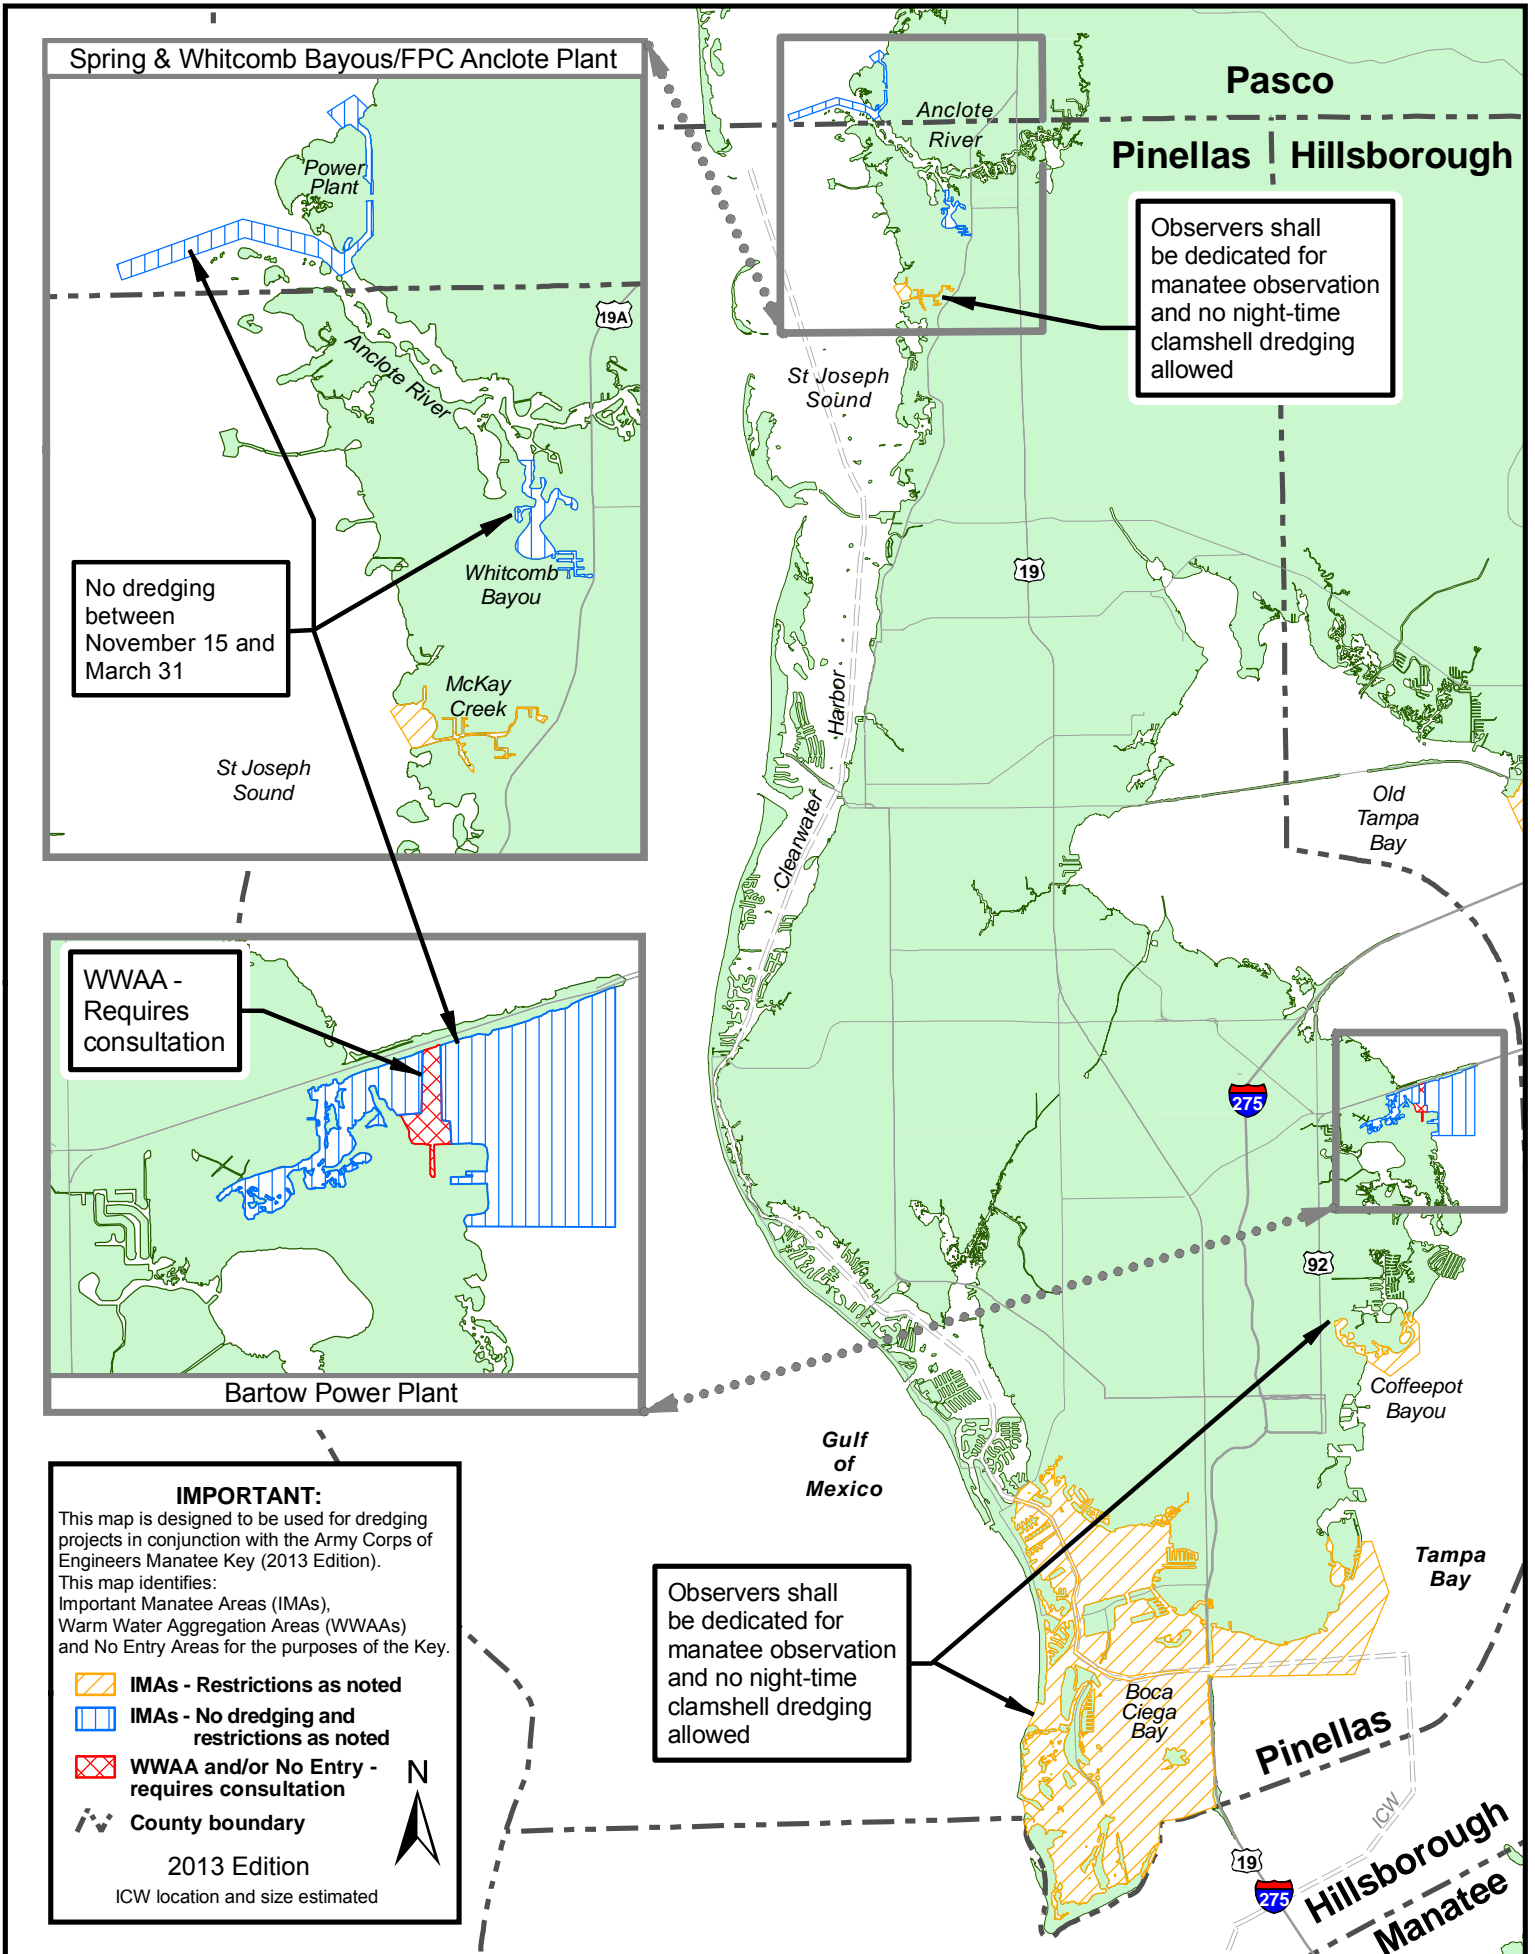 Spring & Whitcomb Bayous/FPC Anclote Plant
Power
Plant
19A
Anclote River
Whitcomb
Bayou
No dredging
between
November 15 and
March 31
McKay
Creek
St Joseph
Sound
WWAA -
Requires
consultation
Bartow Power Plant
IMPORTANT:
This map is designed to be used for dredging
projects in conjunction with the Army Corps of
Engineers Manatee Key (2013 Edition).
This map identifies:
Important Manatee Areas (IMAs),
Warm Water Aggregation Areas (WWAAs)
and No Entry Areas for the purposes of the Key.
IMAs - Restrictions as noted
IMAs - No dredging and
restrictions as noted
WWAA and/or No Entry -
requires consultation
County boundary
N
2013 Edition
ICW location and size estimated
Pasco
Anclote
River
Pinellas
Hillsborough
Observers shall
be dedicated for
manatee observation
and no night-time
clamshell dredging
allowed
St Joseph
Sound
19
Clearwater Harbor
Old
Tampa
Bay
275
92
Coffeepot
Bayou
Gulf
of
Mexico
Tampa
Bay
Observers shall
be dedicated for
manatee observation
and no night-time
clamshell dredging
allowed
Boca
Ciega
Bay
Pinellas
ICW
19
275
Hillsborough
Manatee